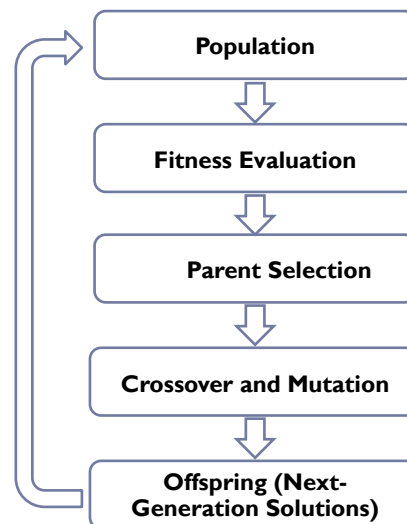 Population
Fitness Evaluation
Parent Selection
Crossover and Mutation
Offspring (Next-
Generation Solutions)